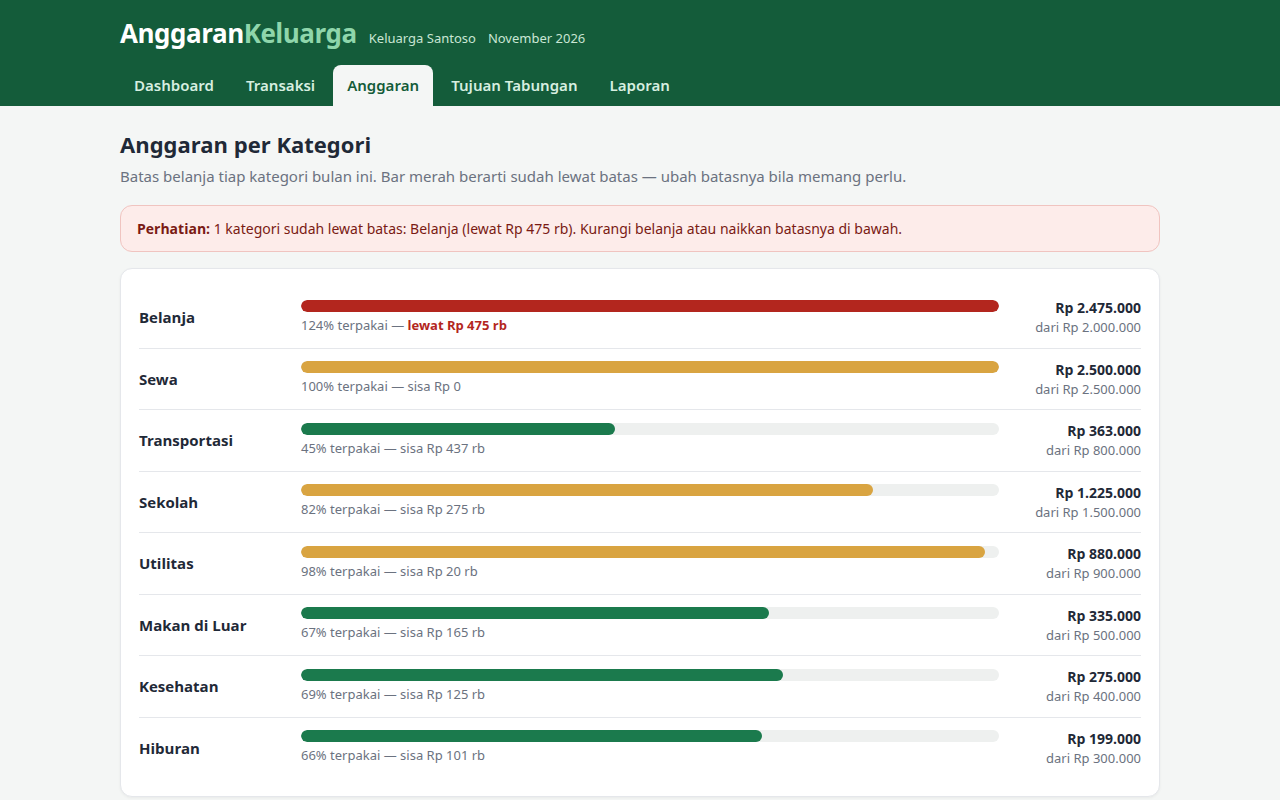 AnggaranKeluarga Keluarga Santoso November 2026
Dashboard Transaksi Anggaran Tujuan Tabungan Laporan
Anggaran per Kategori
Batas belanja tiap kategori bulan ini. Bar merah berarti sudah lewat batas — ubah batasnya bila memang perlu.
Perhatian: 1 kategori sudah lewat batas: Belanja (lewat Rp 475 rb). Kurangi belanja atau naikkan batasnya di bawah.
Belanja
124% terpakai — lewat Rp 475 rb
Rp 2.475.000
dari Rp 2.000.000
Sewa
100% terpakai — sisa Rp 0
Rp 2.500.000
dari Rp 2.500.000
Transportasi
45% terpakai — sisa Rp 437 rb
Rp 363.000
dari Rp 800.000
Sekolah
82% terpakai — sisa Rp 275 rb
Rp 1.225.000
dari Rp 1.500.000
Utilitas
98% terpakai — sisa Rp 20 rb
Rp 880.000
dari Rp 900.000
Makan di Luar
67% terpakai — sisa Rp 165 rb
Rp 335.000
dari Rp 500.000
Kesehatan
69% terpakai — sisa Rp 125 rb
Rp 275.000
dari Rp 400.000
Hiburan
66% terpakai — sisa Rp 101 rb
Rp 199.000
dari Rp 300.000